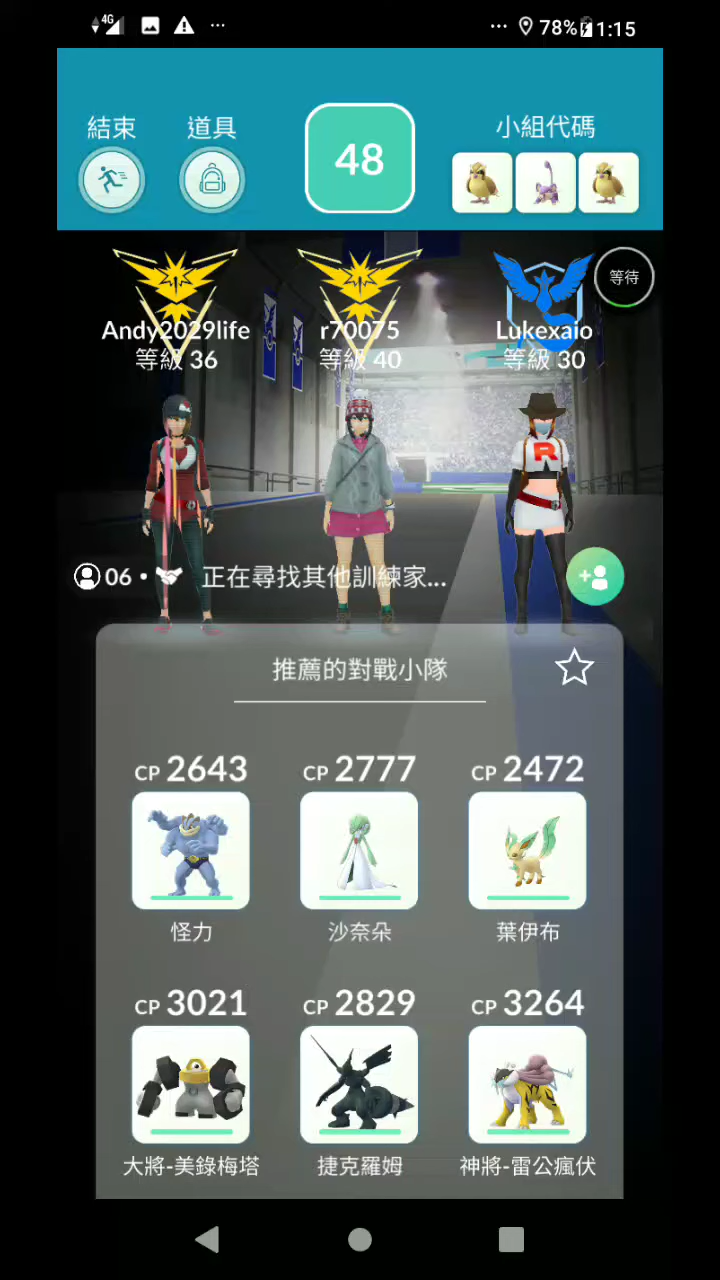 4G
78%
1:15
結束
道具
48
小組代碼
等待
Andy2029life
等級 36
r70075
等級 40
Lukexaio
等級 30
R
06 • 正在尋找其他訓練家...
推薦的對戰小隊
CP 2643
CP 2777
CP 2472
怪力
沙奈朵
葉伊布
CP 3021
CP 2829
CP 3264
大將-美錄梅塔
捷克羅姆
神將-雷公瘋伏